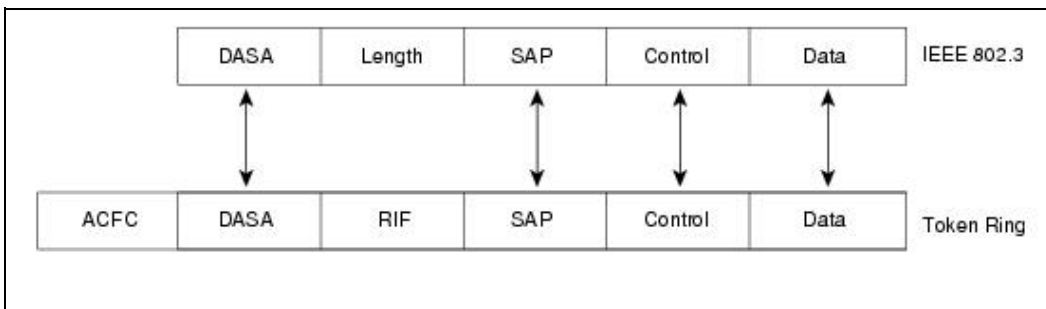 DASA Length SAP Control Data IEEE 802.3
ACFC DASA RIF SAP Control Data Token Ring